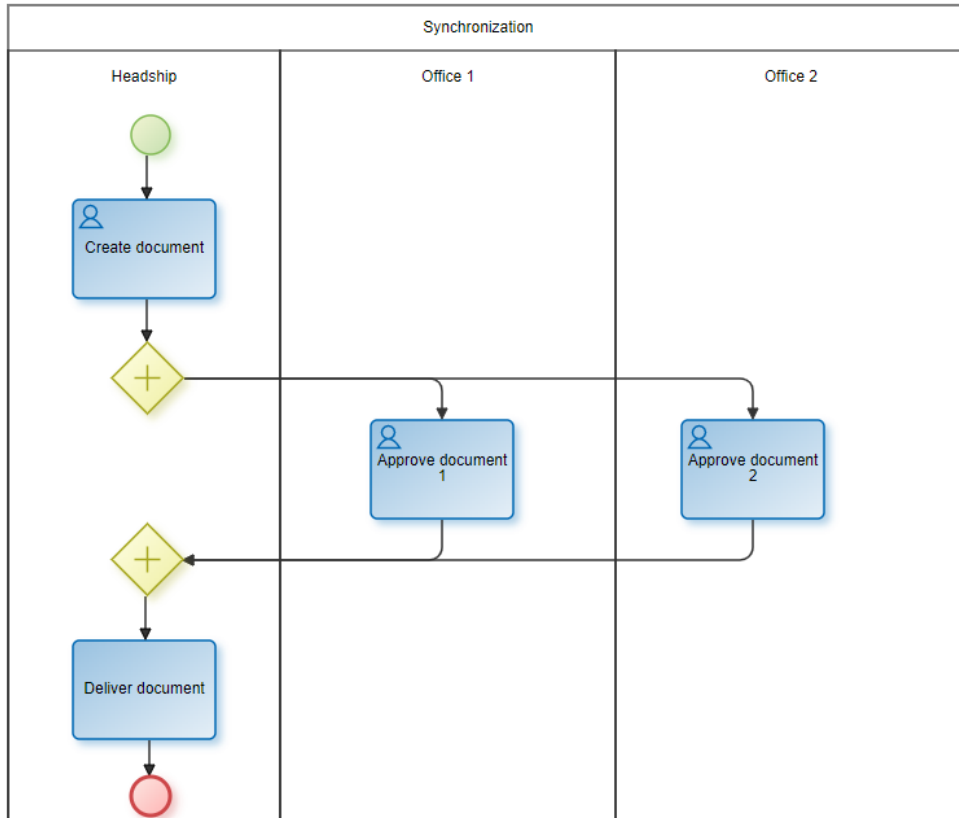 Synchronization
Headship
Office 1
Office 2
Create document
Approve document
1
Approve document
2
Deliver document